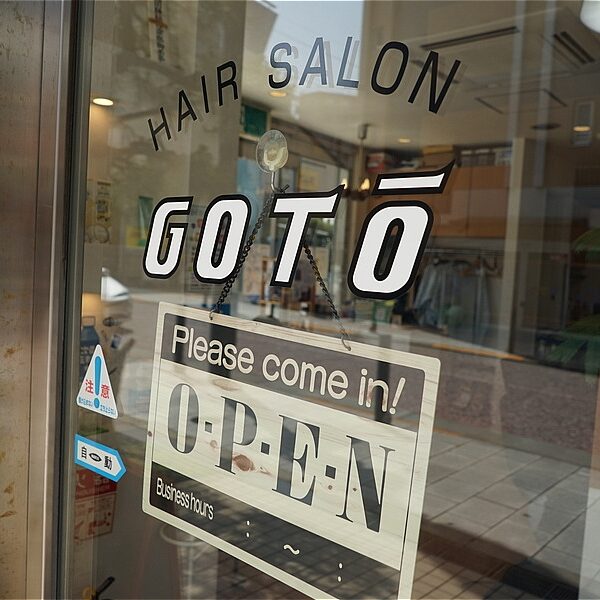 HAIR SALON
GOTŌ
Please come in!
O·P·E·N
Business hours
: ~ :
注意
自動